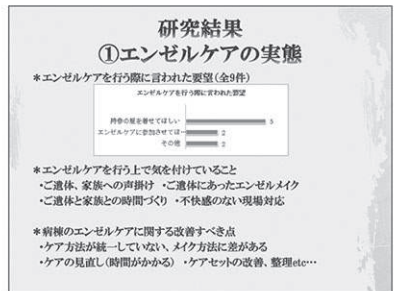 研究結果
①エンゼルケアの実態
＊エンゼルケアを行う際に言われた要望(全9件)
エンゼルケアを行う際に言われた要望
持参の服を着せてほしい 5
エンゼルケアに参加させてほ… 2
その他 2
＊エンゼルケアを行う上で気を付けていること
・ご遺体、家族への声掛け ・ご遺体にあったエンゼルメイク
・ご遺体と家族との時間づくり ・不快感のない現場対応
＊病棟のエンゼルケアに関する改善すべき点
・ケア方法が統一していない、メイク方法に差がある
・ケアの見直し(時間がかかる) ・ケアセットの改善、整理etc…